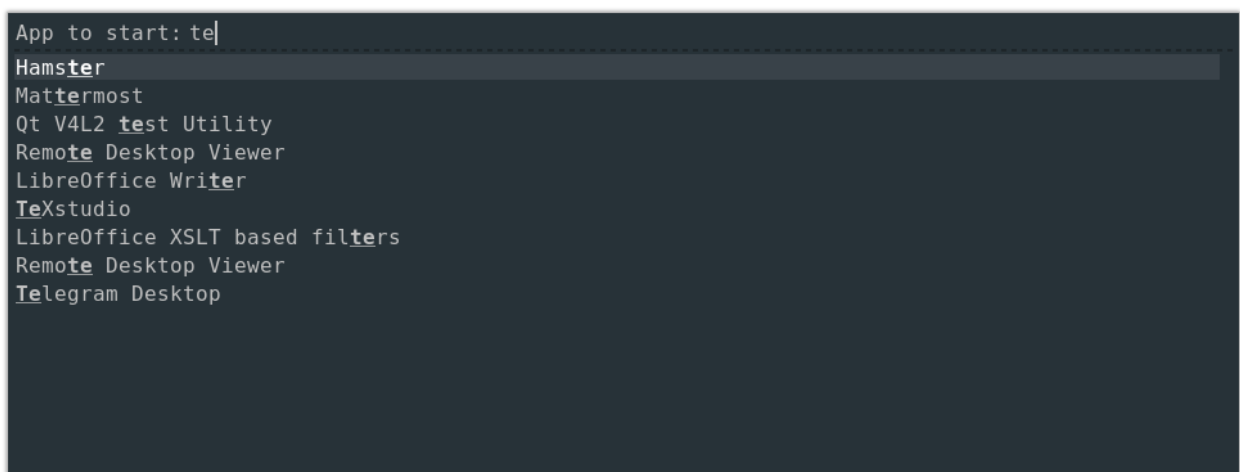 App to start: te
Hamster
Mattermost
Qt V4L2 test Utility
Remote Desktop Viewer
LibreOffice Writer
TeXstudio
LibreOffice XSLT based filters
Remote Desktop Viewer
Telegram Desktop